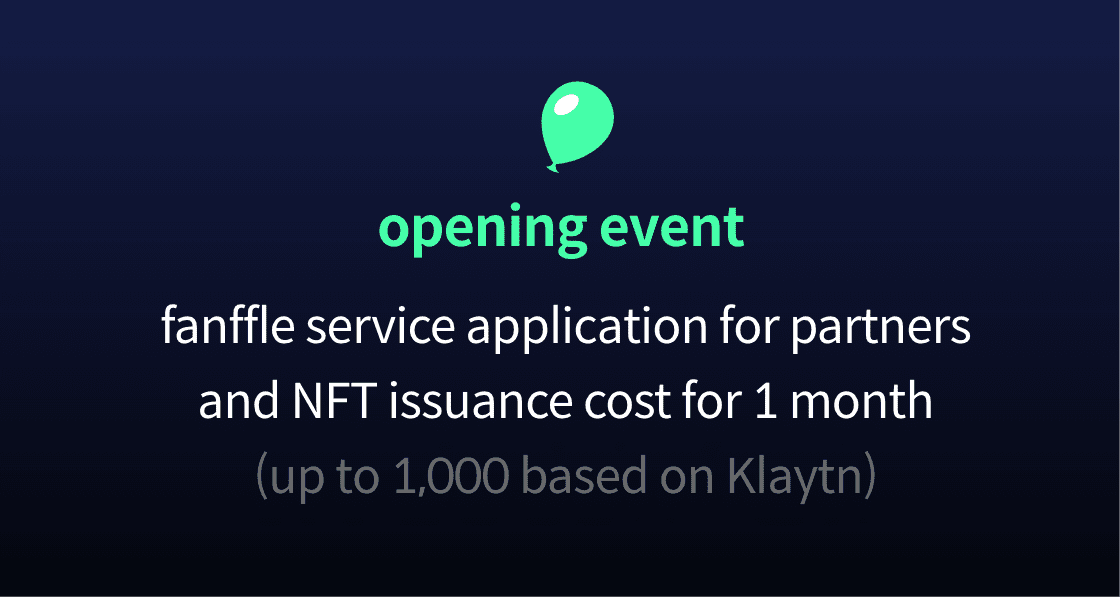 opening event
fanffle service application for partners
and NFT issuance cost for 1 month
(up to 1,000 based on Klaytn)